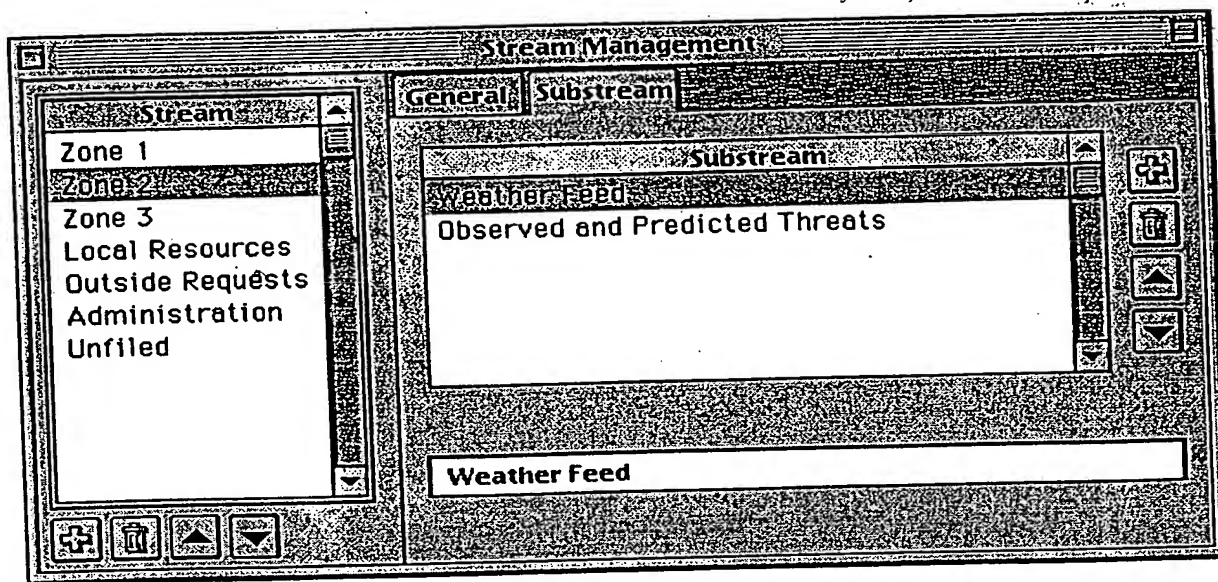 Stream Management
Stream
Zone 1
Zone 2
Zone 3
Local Resources
Outside Requests
Administration
Unfiled
General
Substream
Substream
Weather Feed
Observed and Predicted Threats
Weather Feed